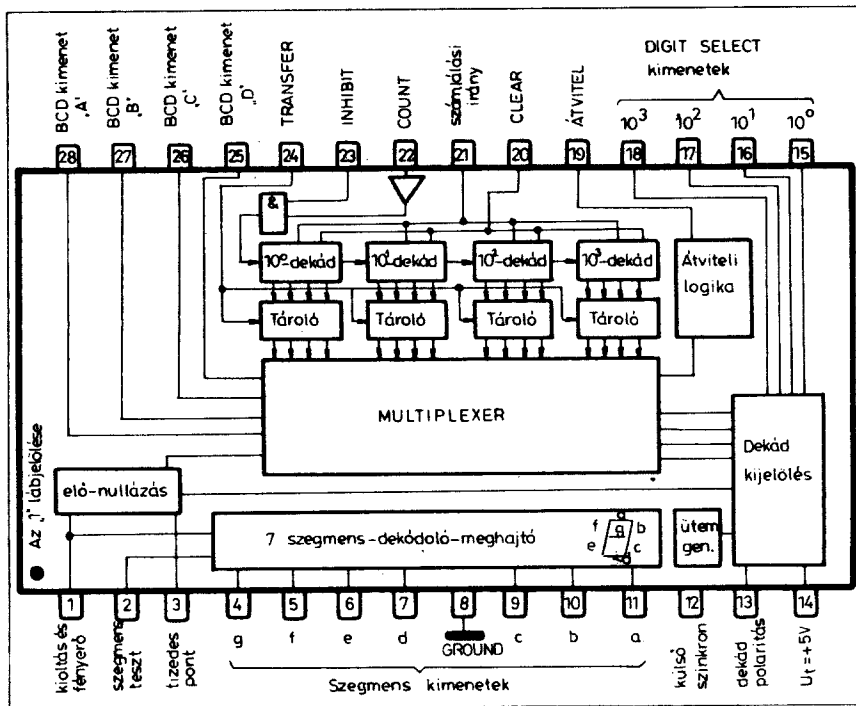 DIGIT SELECT
kimenetek
BCD kimenet
„A'
BCD kimenet
„B'
BCD kimenet
„C'
BCD kimenet
„D'
TRANSFER
INHIBIT
COUNT
számlálási
irány
CLEAR
ÁTVITEL
10³
10²
10¹
10⁰
28
27
26
25
24
23
22
21
20
19
18
17
16
15
&
10⁰-dekád
10¹-dekád
10²-dekád
10³-dekád
Átviteli
logika
Tároló
Tároló
Tároló
Tároló
MULTIPLEXER
Dekád
kijelölés
elő-nullázás
Az „1" lábjelölése
7 szegmens-dekódoló-meghajtó
a
f g b
e c
d
ütem
gen.
1
2
3
4
5
6
7
8
9
10
11
12
13
14
kioltás és
fényerő
szegmens
teszt
tizedes
pont
g
f
e
d
GROUND
c
b
a
külső
szinkron
dekád
polaritás
Ut=+5V
Szegmens kimenetek